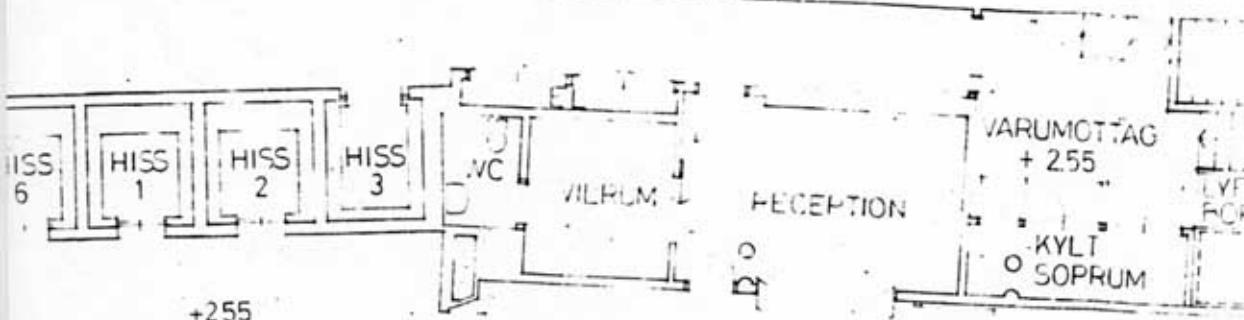 HISS
6
HISS
1
HISS
2
HISS
3
WC
VILRUM
RECEPTION
VARUMOTTAG
+ 2.55
KYLT
SOPRUM
+255